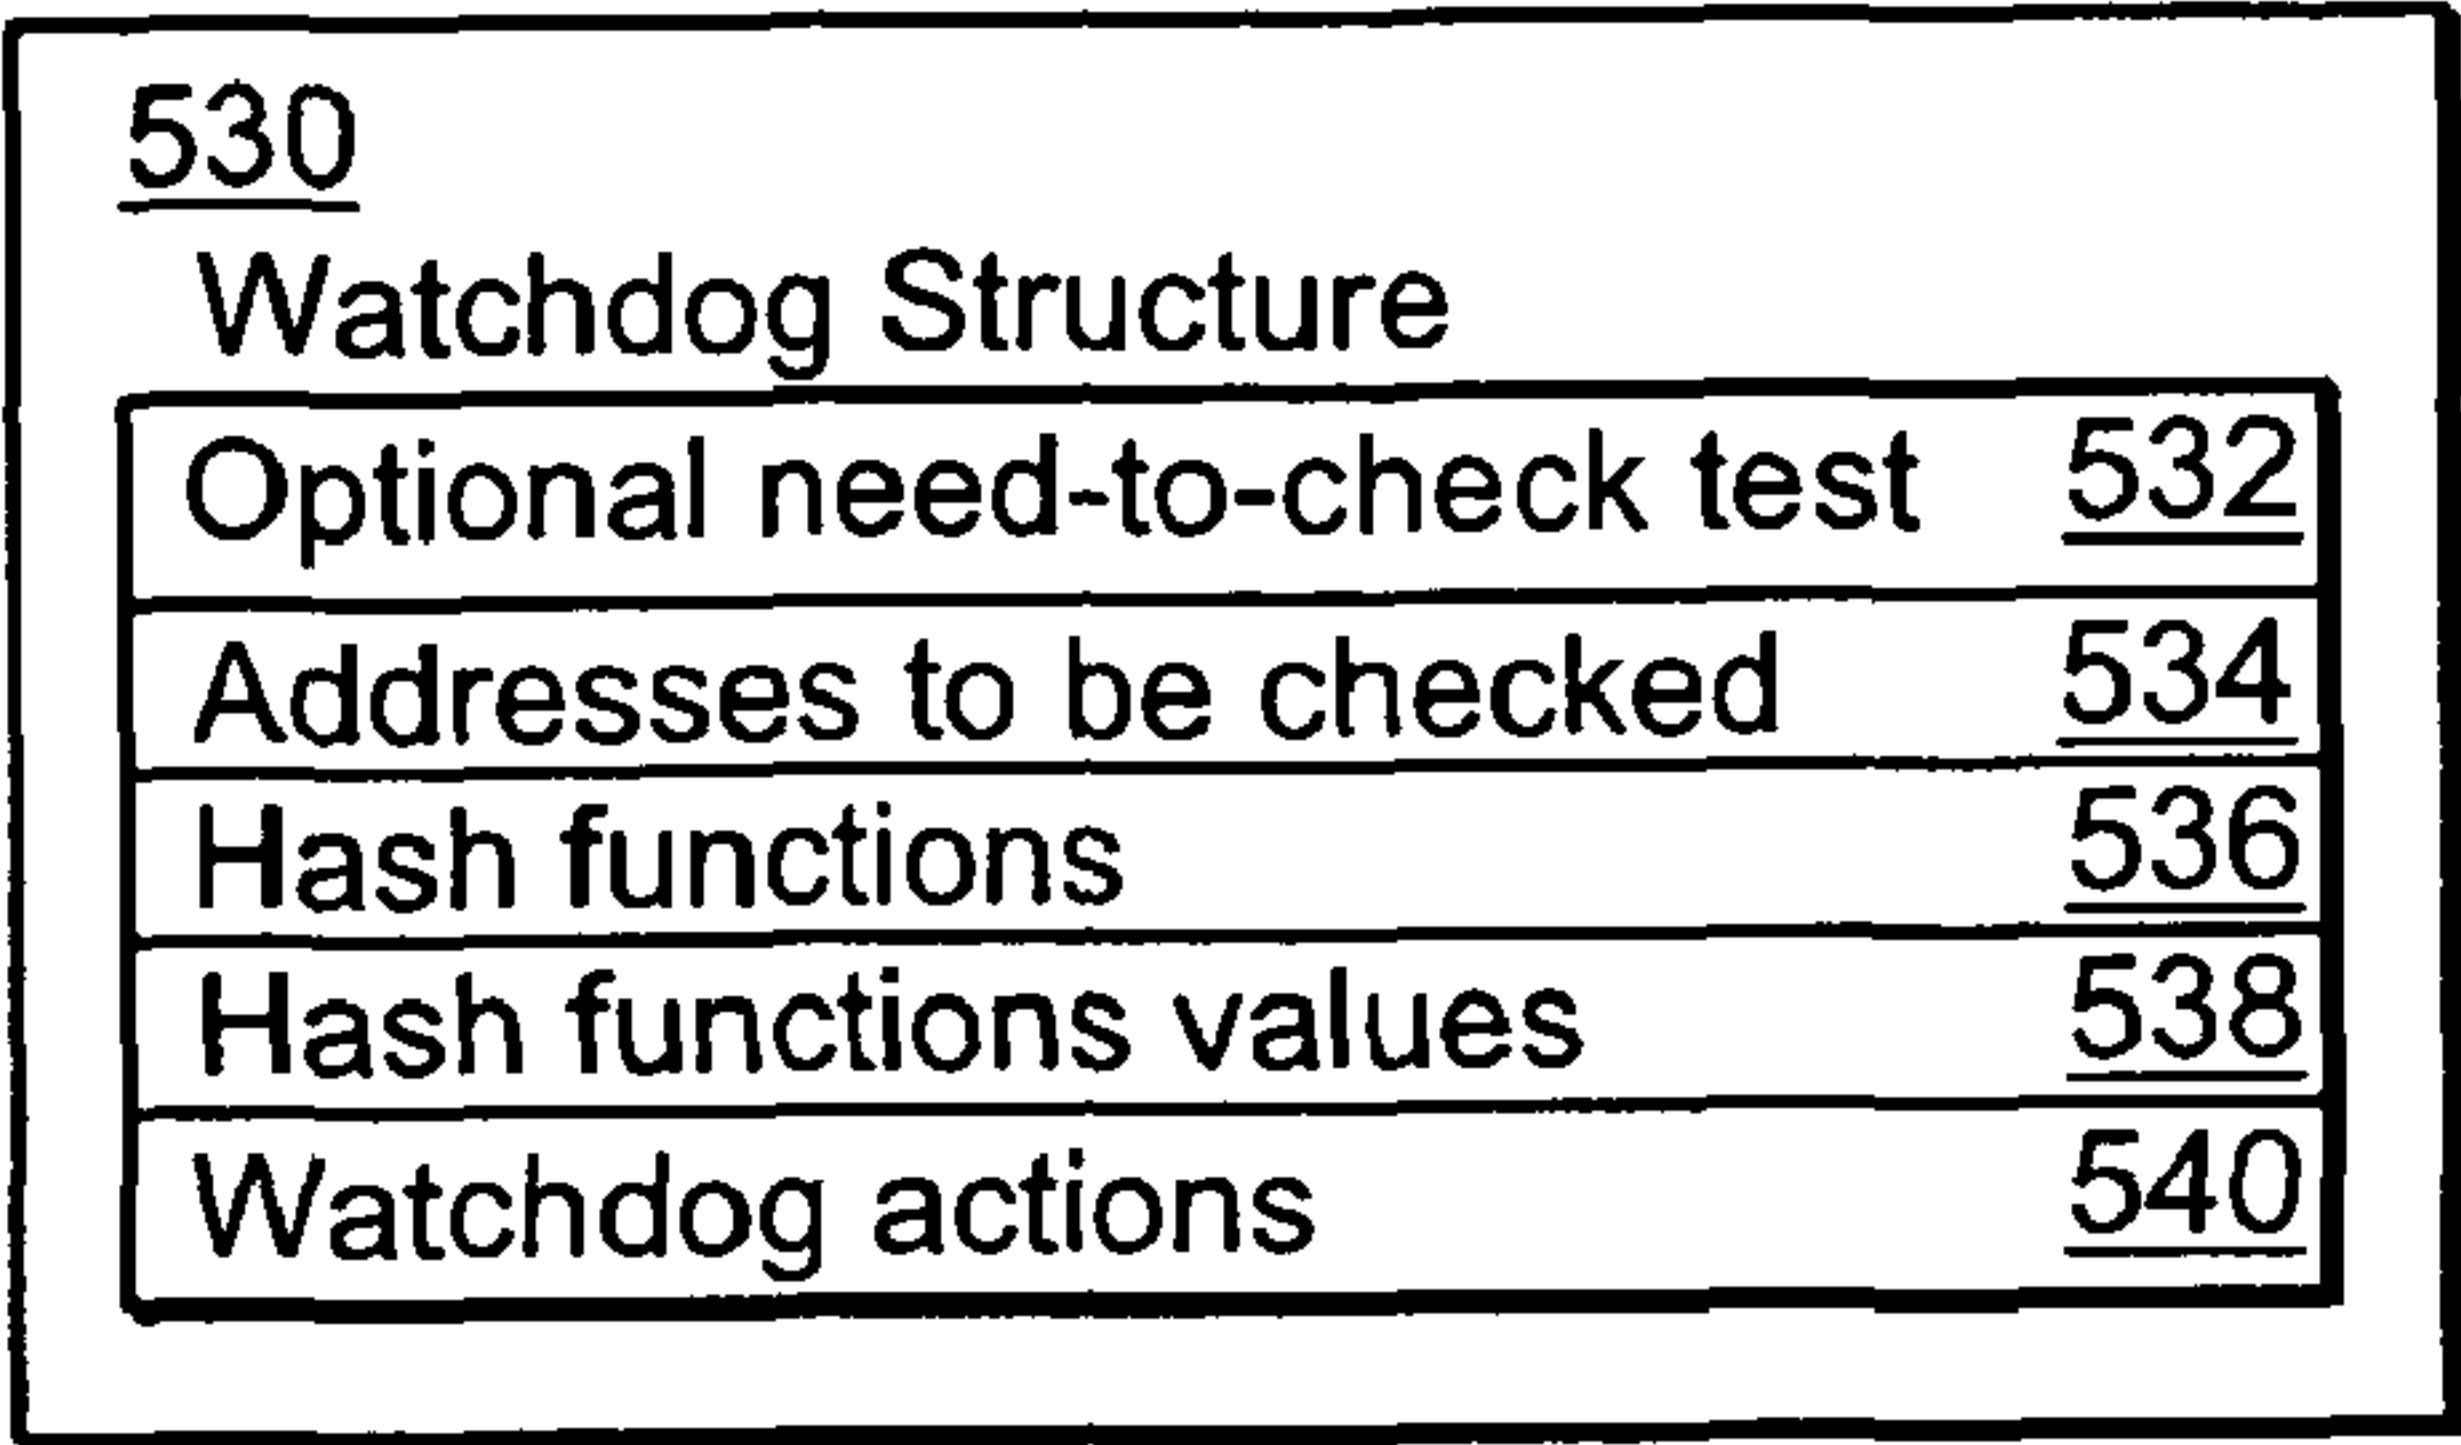 530
Watchdog Structure
Optional need-to-check test 532
Addresses to be checked 534
Hash functions 536
Hash functions values 538
Watchdog actions 540